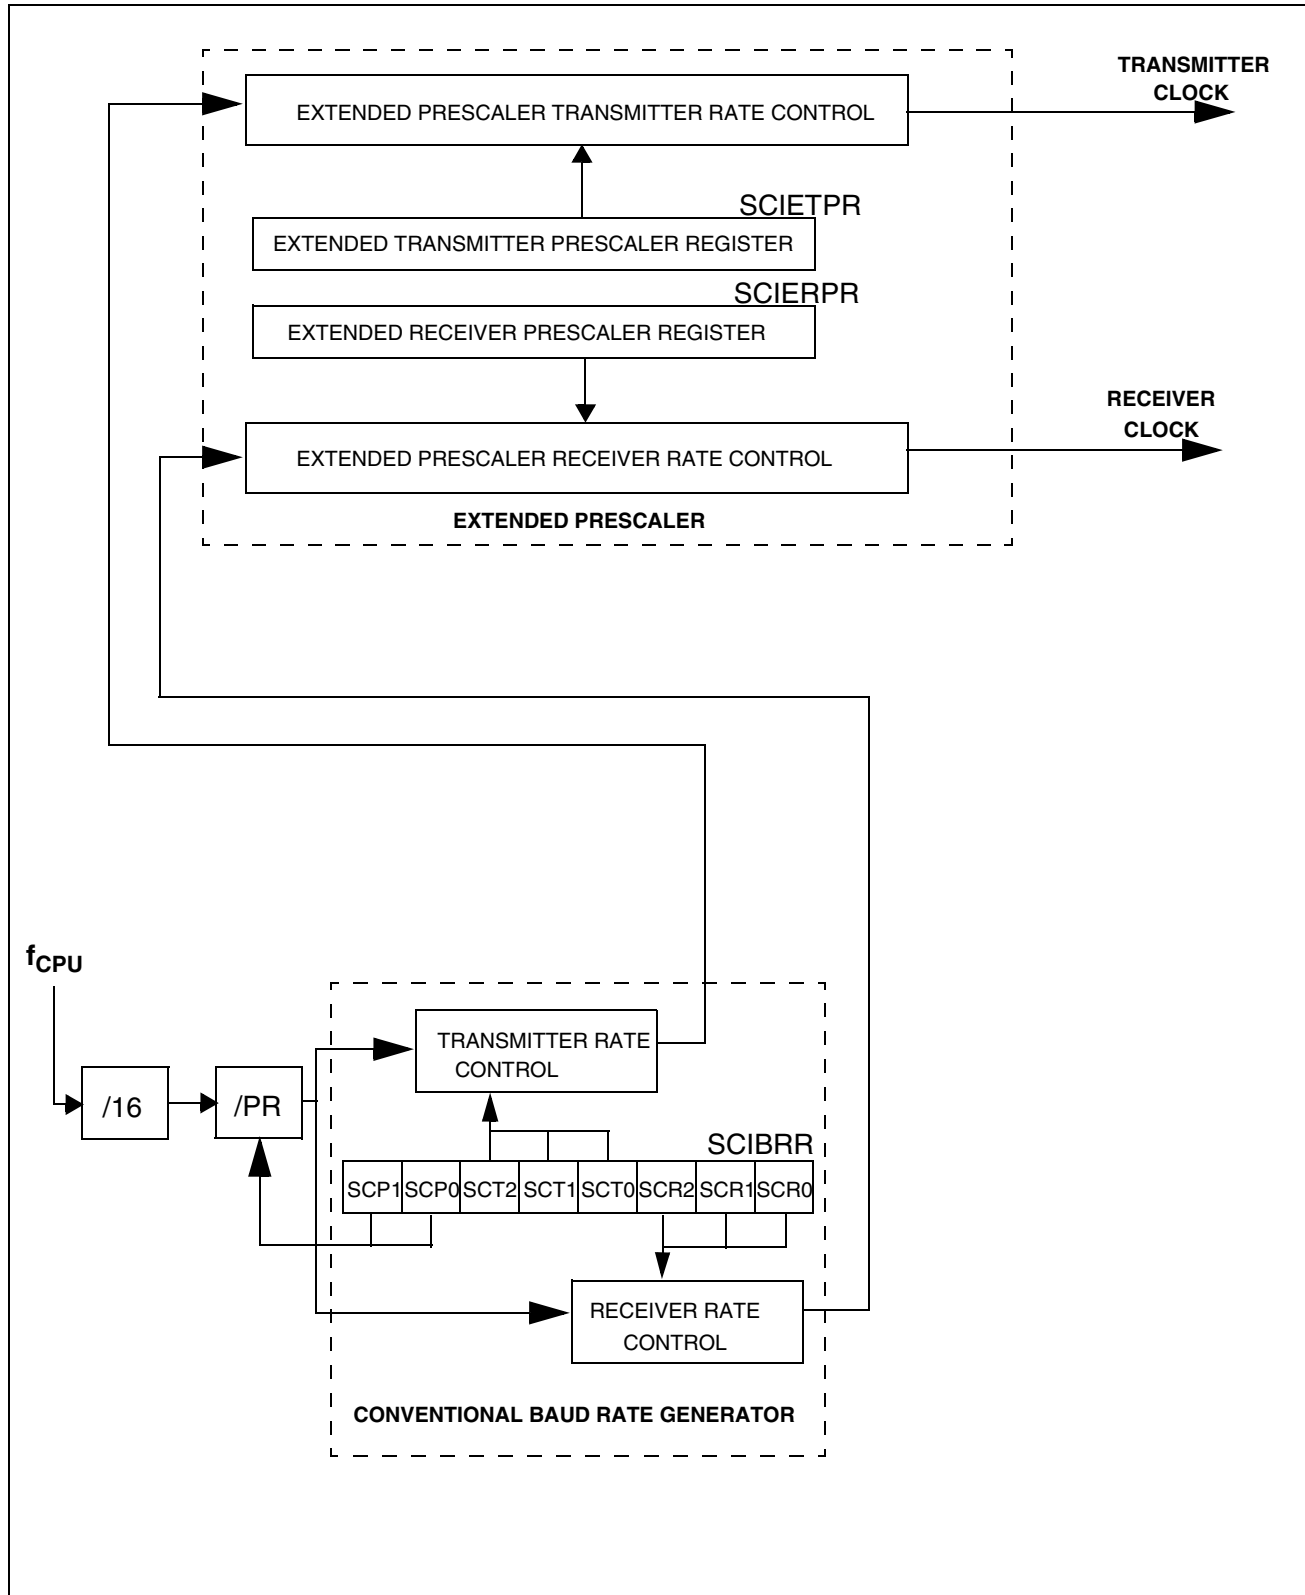 TRANSMITTER
CLOCK
EXTENDED PRESCALER TRANSMITTER RATE CONTROL
SCIETPR
EXTENDED TRANSMITTER PRESCALER REGISTER
SCIERPR
EXTENDED RECEIVER PRESCALER REGISTER
RECEIVER
CLOCK
EXTENDED PRESCALER RECEIVER RATE CONTROL
EXTENDED PRESCALER
fCPU
TRANSMITTER RATE
CONTROL
/16
/PR
SCIBRR
SCP1 SCP0 SCT2 SCT1 SCT0 SCR2 SCR1 SCR0
RECEIVER RATE
CONTROL
CONVENTIONAL BAUD RATE GENERATOR